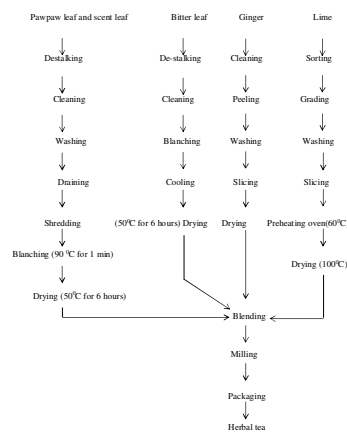 Pawpaw leaf and scent leaf Bitter leaf Ginger Lime
Destalking De-stalking Cleaning Sorting
Cleaning Cleaning Peeling Grading
Washing Blanching Washing Washing
Draining Cooling Slicing Slicing
Shredding (50⁰C for 6 hours) Drying Drying Preheating oven(60⁰C
Blanching (90 ⁰C for 1 min)
Drying (100⁰C)
Drying (50⁰C for 6 hours)
Blending
Milling
Packaging
Herbal tea